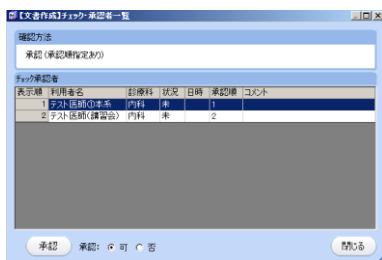 【文書作成】チェック・承認者一覧
確認方法
承認(承認順指定あり)
チェック承認者
表示順 利用者名 診療科 状況 日時 承認順 コメント
1 テスト医師①本系 内科 未 1
2 テスト医師(講習会) 内科 未 2
承認 承認: 可 否 閉じる